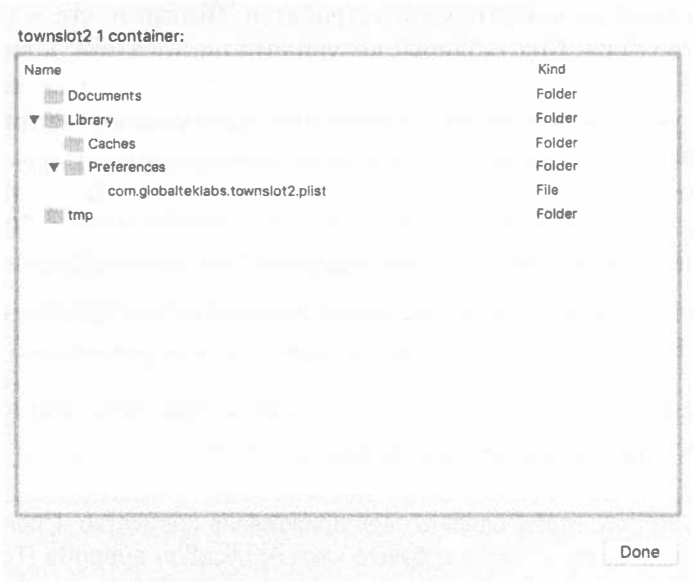 townslot2 1 container:
Name Kind
Documents Folder
Library Folder
Caches Folder
Preferences Folder
com.globalteklabs.townslot2.plist File
tmp Folder
Done